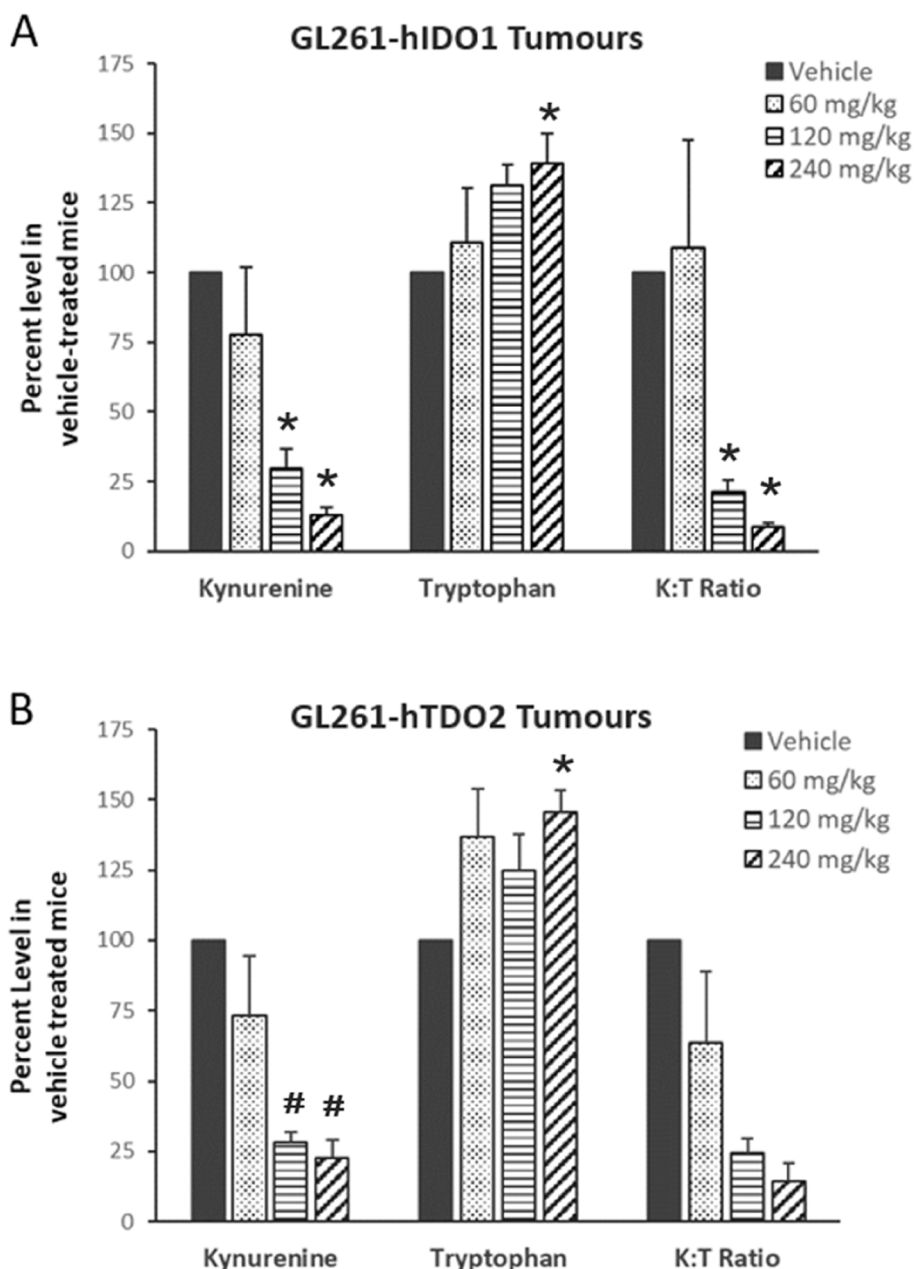 A
GL261-hIDO1 Tumours
Percent level in
vehicle-treated mice
175
150
125
100
75
50
25
0
Vehicle
60 mg/kg
120 mg/kg
240 mg/kg
*
*
*
*
*
Kynurenine
Tryptophan
K:T Ratio
B
GL261-hTDO2 Tumours
Percent Level in
vehicle treated mice
175
150
125
100
75
50
25
0
Vehicle
60 mg/kg
120 mg/kg
240 mg/kg
#
#
*
Kynurenine
Tryptophan
K:T Ratio